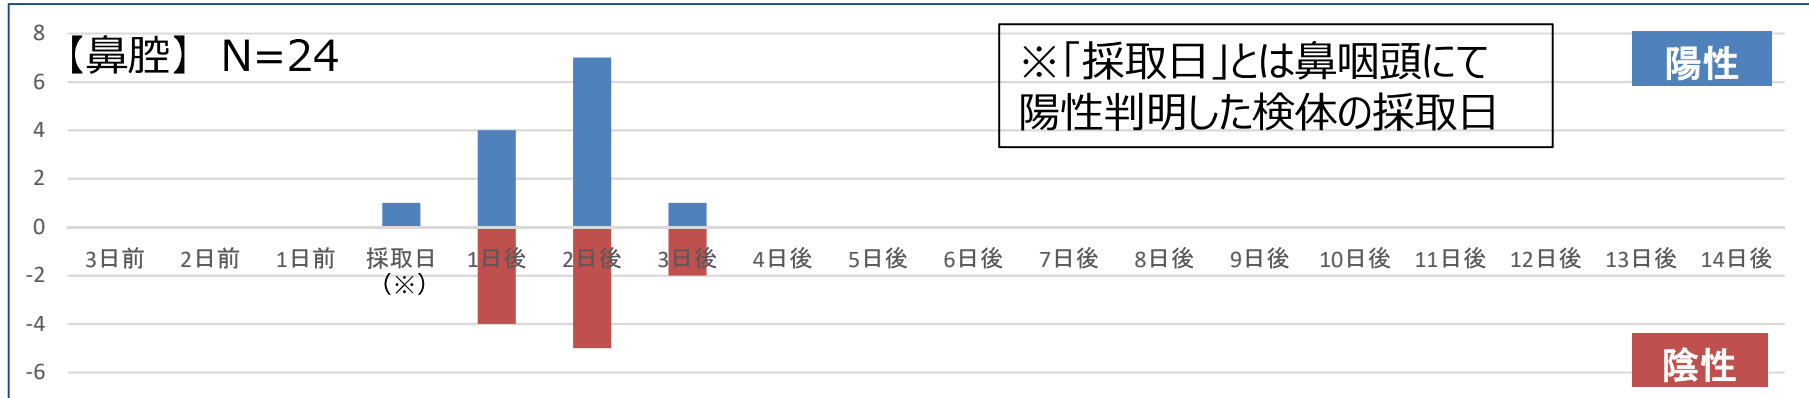 【鼻腔】 N=24
※「採取日」とは鼻咽頭にて
陽性判明した検体の採取日
陽性
8
6
4
2
0
-2
-4
-6
3日前 2日前 1日前 採取日 1日後 2日後 3日後 4日後 5日後 6日後 7日後 8日後 9日後 10日後 11日後 12日後 13日後 14日後
（※）
陰性